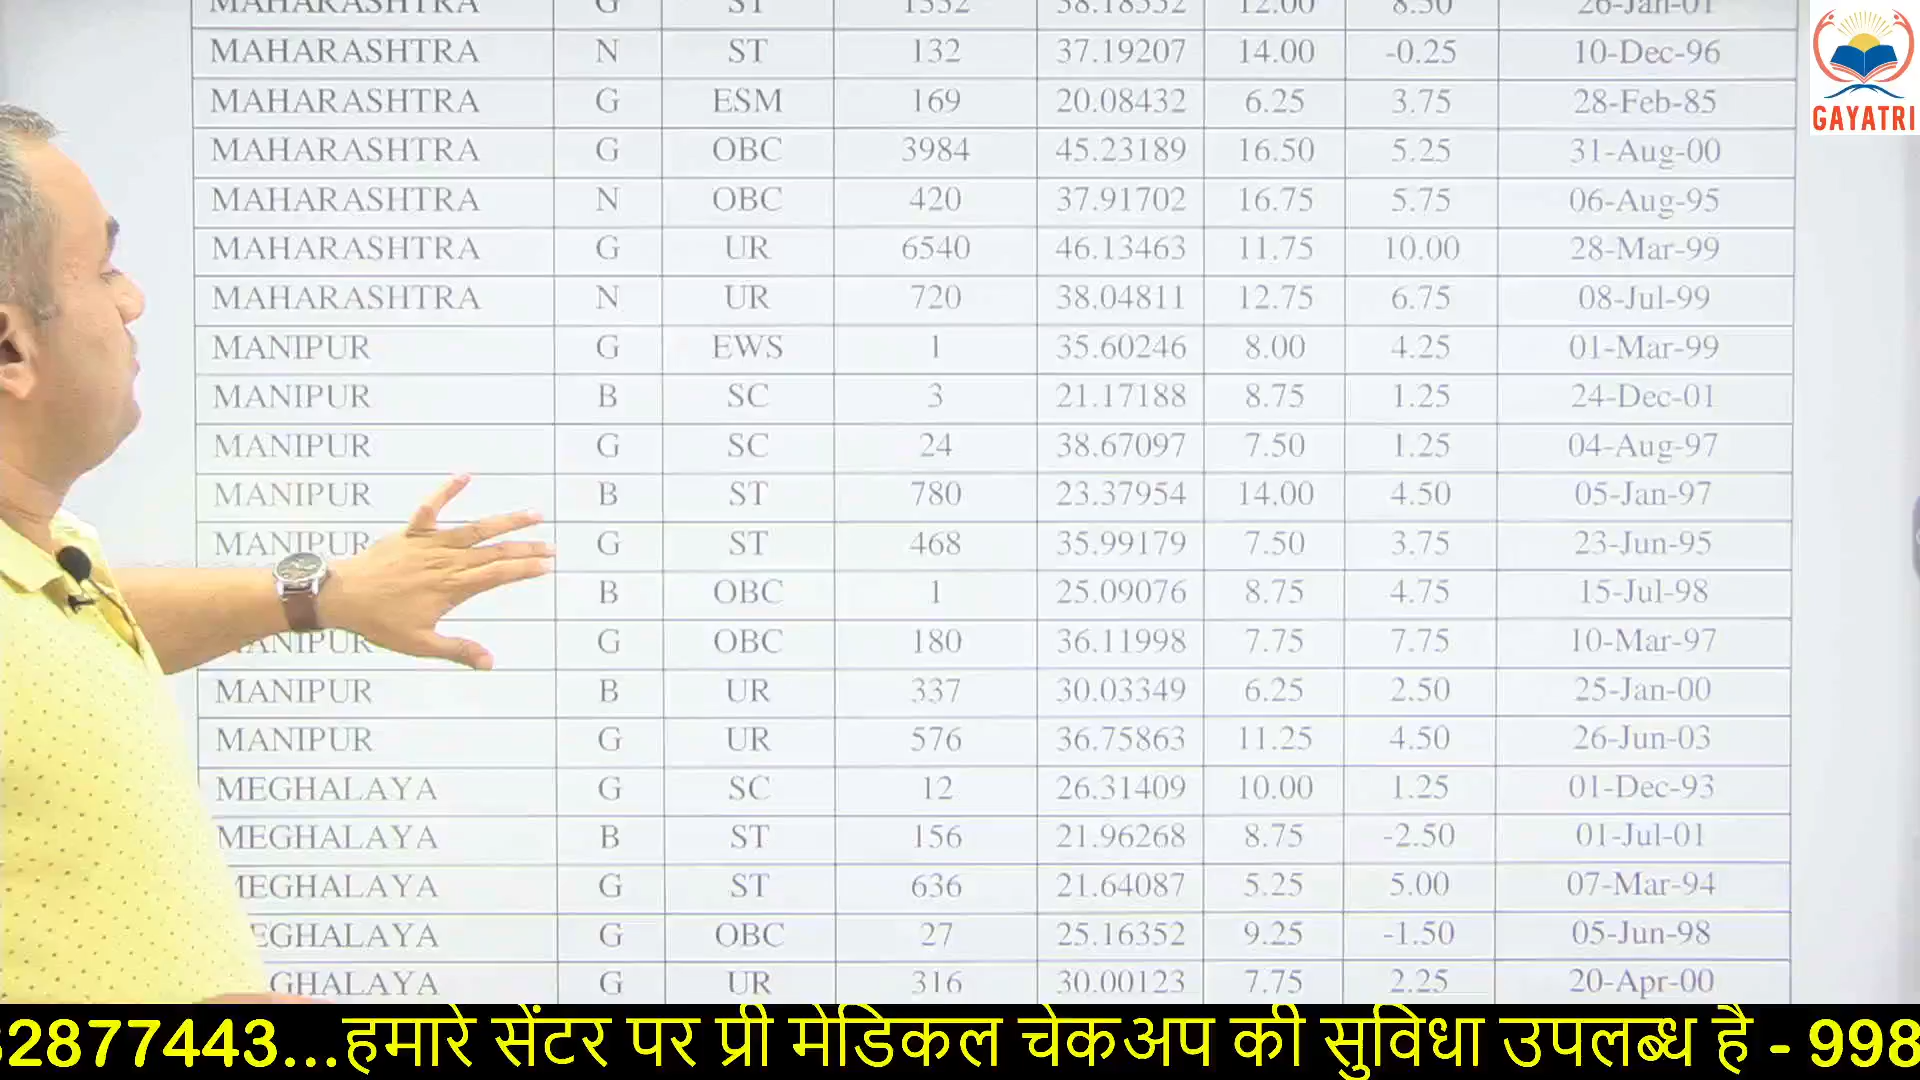 MAHARASHTRA G ST 1332 38.18532 12.00 8.50 26-Jan-01
MAHARASHTRA N ST 132 37.19207 14.00 -0.25 10-Dec-96
MAHARASHTRA G ESM 169 20.08432 6.25 3.75 28-Feb-85
MAHARASHTRA G OBC 3984 45.23189 16.50 5.25 31-Aug-00
MAHARASHTRA N OBC 420 37.91702 16.75 5.75 06-Aug-95
MAHARASHTRA G UR 6540 46.13463 11.75 10.00 28-Mar-99
MAHARASHTRA N UR 720 38.04811 12.75 6.75 08-Jul-99
MANIPUR G EWS 1 35.60246 8.00 4.25 01-Mar-99
MANIPUR B SC 3 21.17188 8.75 1.25 24-Dec-01
MANIPUR G SC 24 38.67097 7.50 1.25 04-Aug-97
MANIPUR B ST 780 23.37954 14.00 4.50 05-Jan-97
MANIPUR G ST 468 35.99179 7.50 3.75 23-Jun-95
B OBC 1 25.09076 8.75 4.75 15-Jul-98
MANIPUR G OBC 180 36.11998 7.75 7.75 10-Mar-97
MANIPUR B UR 337 30.03349 6.25 2.50 25-Jan-00
MANIPUR G UR 576 36.75863 11.25 4.50 26-Jun-03
MEGHALAYA G SC 12 26.31409 10.00 1.25 01-Dec-93
MEGHALAYA B ST 156 21.96268 8.75 -2.50 01-Jul-01
MEGHALAYA G ST 636 21.64087 5.25 5.00 07-Mar-94
EGHALAYA G OBC 27 25.16352 9.25 -1.50 05-Jun-98
GHALAYA G UR 316 30.00123 7.75 2.25 20-Apr-00
GAYATRI
2877443...हमारे सेंटर पर प्री मेडिकल चेकअप की सुविधा उपलब्ध है - 998